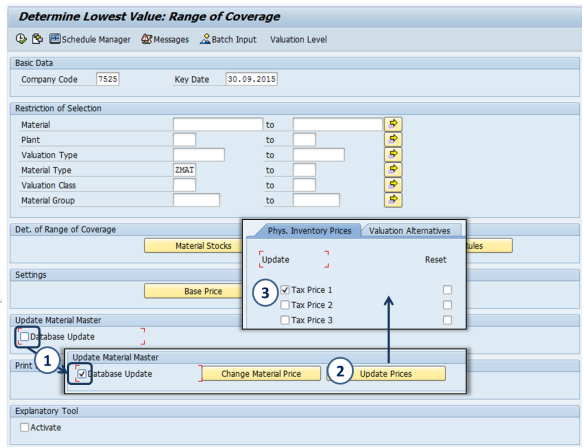 Determine Lowest Value: Range of Coverage
Schedule Manager Messages Batch Input Valuation Level
Basic Data
Company Code 7525 Key Date 30.09.2015
Restriction of Selection
Material to
Plant to
Valuation Type to
Material Type ZMAT to
Valuation Class to
Material Group to
Det. of Range of Coverage
Material Stocks
Phys. Inventory Prices Valuation Alternatives
Update Reset
3 Tax Price 1
Tax Price 2
Tax Price 3
Settings
Base Price
Update Material Master
Database Update
1
Update Material Master
Database Update Change Material Price 2 Update Prices
Print
Explanatory Tool
Activate